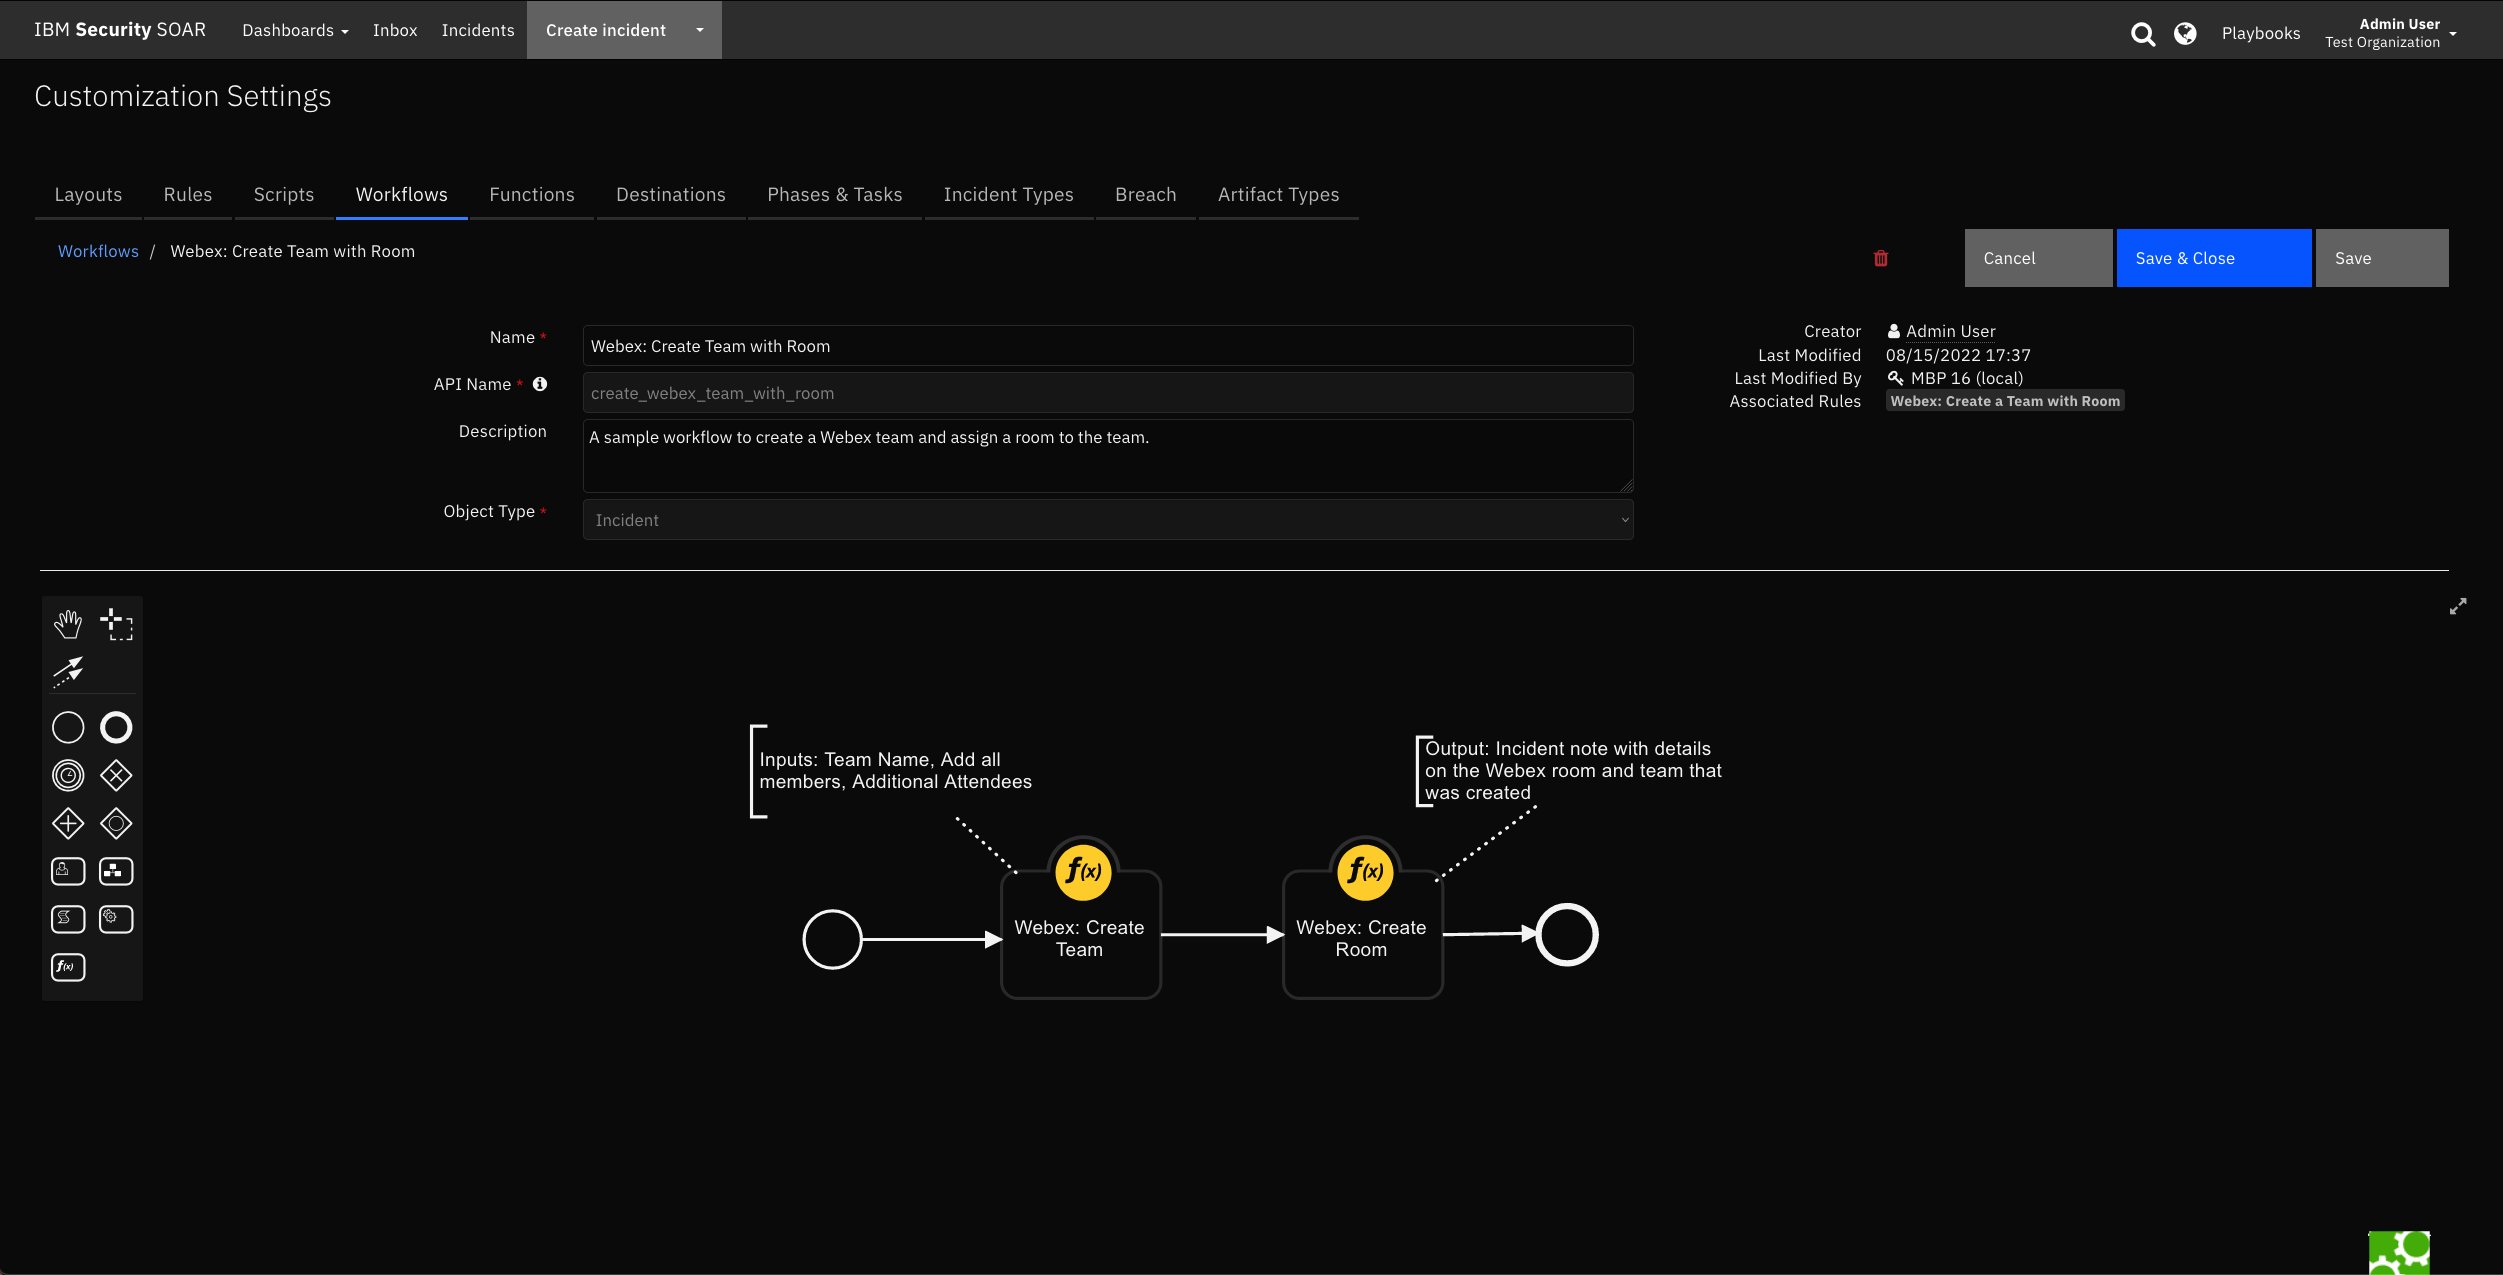 IBM Security SOAR Dashboards Inbox Incidents Create incident Playbooks Admin User
Test Organization
Customization Settings
Layouts Rules Scripts Workflows Functions Destinations Phases & Tasks Incident Types Breach Artifact Types
Workflows / Webex: Create Team with Room Cancel Save & Close Save
Name * Webex: Create Team with Room
API Name * create_webex_team_with_room
Description A sample workflow to create a Webex team and assign a room to the team.
Object Type * Incident
Creator Admin User
Last Modified 08/15/2022 17:37
Last Modified By MBP 16 (local)
Associated Rules Webex: Create a Team with Room
Inputs: Team Name, Add all
members, Additional Attendees
Output: Incident note with details
on the Webex room and team that
was created
f(x)
Webex: Create
Team
f(x)
Webex: Create
Room
f(x)